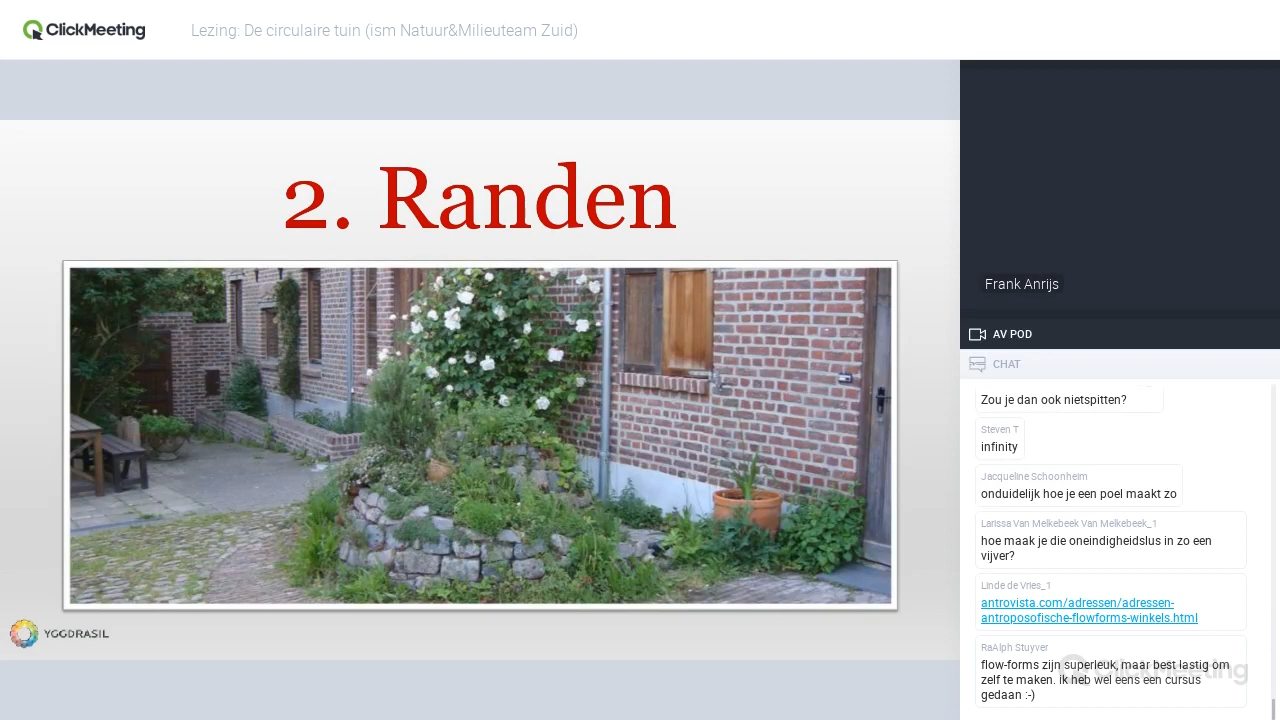 ClickMeeting
Lezing: De circulaire tuin (ism Natuur&Milieuteam Zuid)
2. Randen
YGGDRASIL
Frank Anrijs
AV POD
CHAT
Zou je dan ook nietspitten?
Steven T
infinity
Jacqueline Schoonheim
onduidelijk hoe je een poel maakt zo
Larissa Van Melkebeek Van Melkebeek_1
hoe maak je die oneindigheidslus in zo een
vijver?
Linde de Vries_1
antrovista.com/adressen/adressen-
antroposofische-flowforms-winkels.html
RaAlph Stuyver
flow-forms zijn superleuk, maar best lastig om
zelf te maken. ik heb wel eens een cursus
gedaan :-)
ClickMeeting